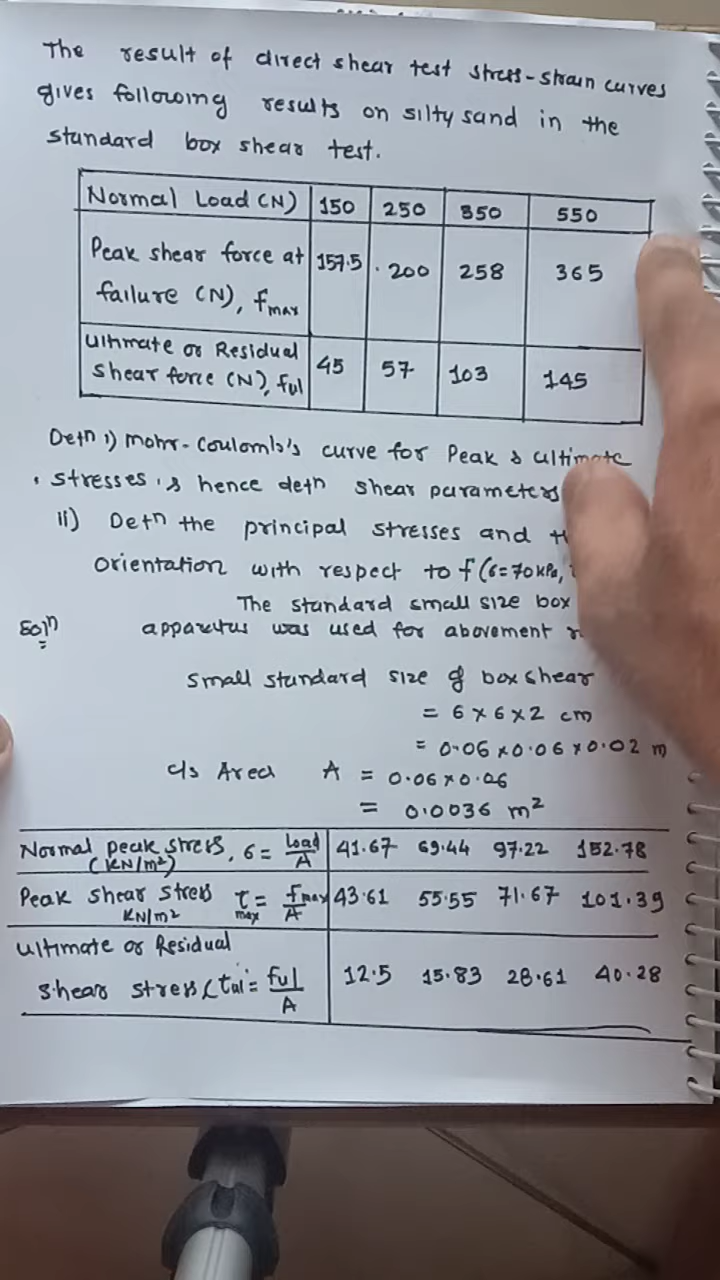 The result of direct shear test stress-strain curves
gives following results on silty sand in the
standard box shear test.
Normal Load (N) 150 250 350 550
Peak shear force at failure (N), fmax 157.5 200 258 365
Ultimate or Residual shear force (N), ful 45 57 103 145
Detn i) Mohr-Coulomb's curve for Peak & ultimate
stresses, & hence detn shear parameters
ii) Detn the principal stresses and
orientation with respect to f (σ=70 kPa,
The standard small size box
Soln apparatus was used for abovement
Small standard size of box shear
= 6 × 6 × 2 cm
= 0.06 × 0.06 × 0.02 m
c/s Area A = 0.06 × 0.06
= 0.0036 m²
Normal peak stress, σ = Load/A (KN/m²) 41.67 69.44 97.22 152.78
Peak shear stress τmax = fmax/A KN/m² 43.61 55.55 71.67 101.39
Ultimate or Residual
shear stress (τul = ful/A 12.5 15.83 28.61 40.28